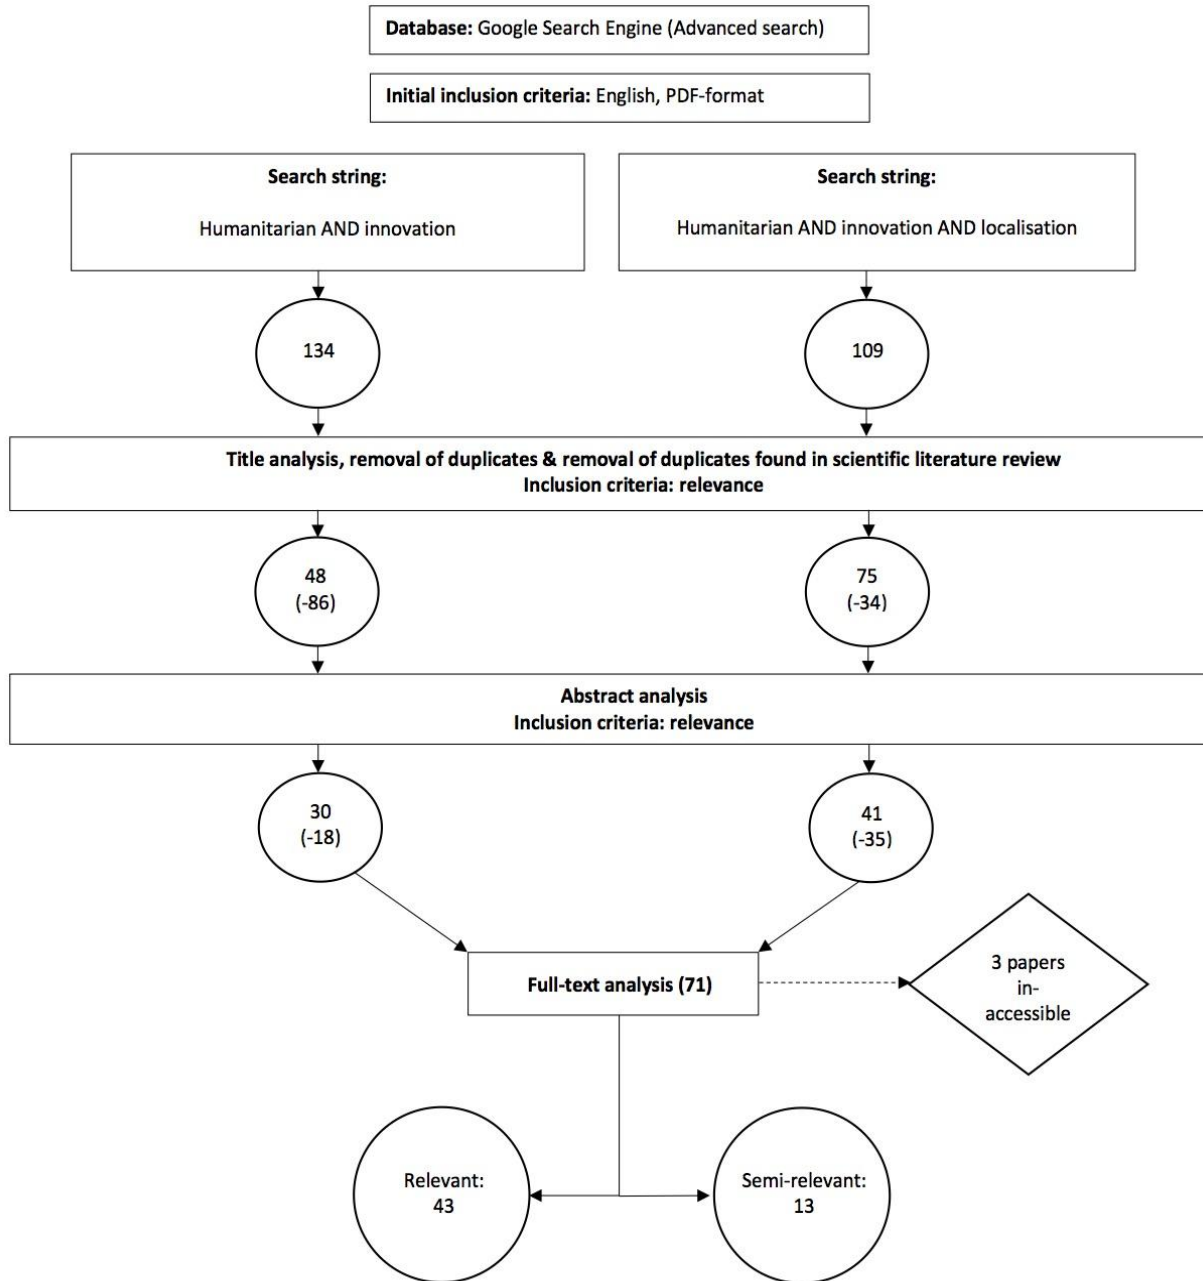 Database: Google Search Engine (Advanced search)
Initial inclusion criteria: English, PDF-format
Search string:
Humanitarian AND innovation
Search string:
Humanitarian AND innovation AND localisation
134
109
Title analysis, removal of duplicates & removal of duplicates found in scientific literature review
Inclusion criteria: relevance
48
(-86)
75
(-34)
Abstract analysis
Inclusion criteria: relevance
30
(-18)
41
(-35)
Full-text analysis (71)
3 papers
in-
accessible
Relevant:
43
Semi-relevant:
13